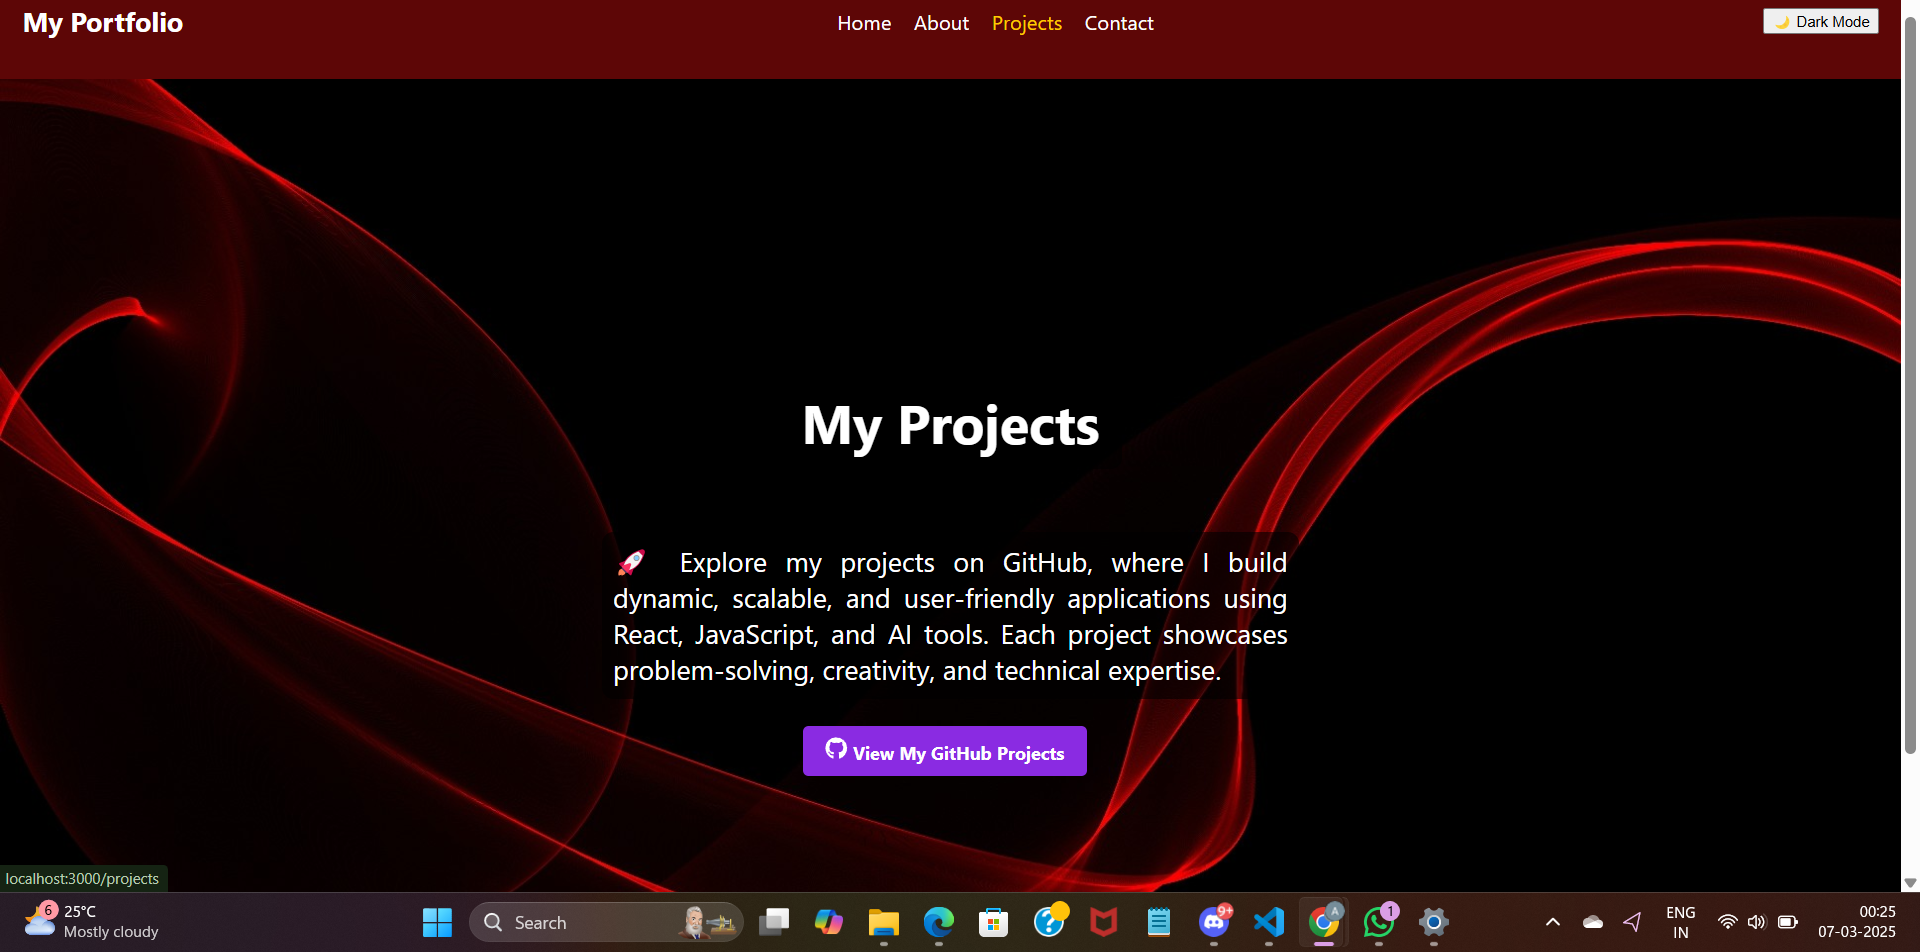 My Portfolio
Home About Projects Contact
🌙 Dark Mode
My Projects
🚀 Explore my projects on GitHub, where I build
dynamic, scalable, and user-friendly applications using
React, JavaScript, and AI tools. Each project showcases
problem-solving, creativity, and technical expertise.
View My GitHub Projects
localhost:3000/projects
6
25°C
Mostly cloudy
Search
9+
A
1
ENG
IN
00:25
07-03-2025